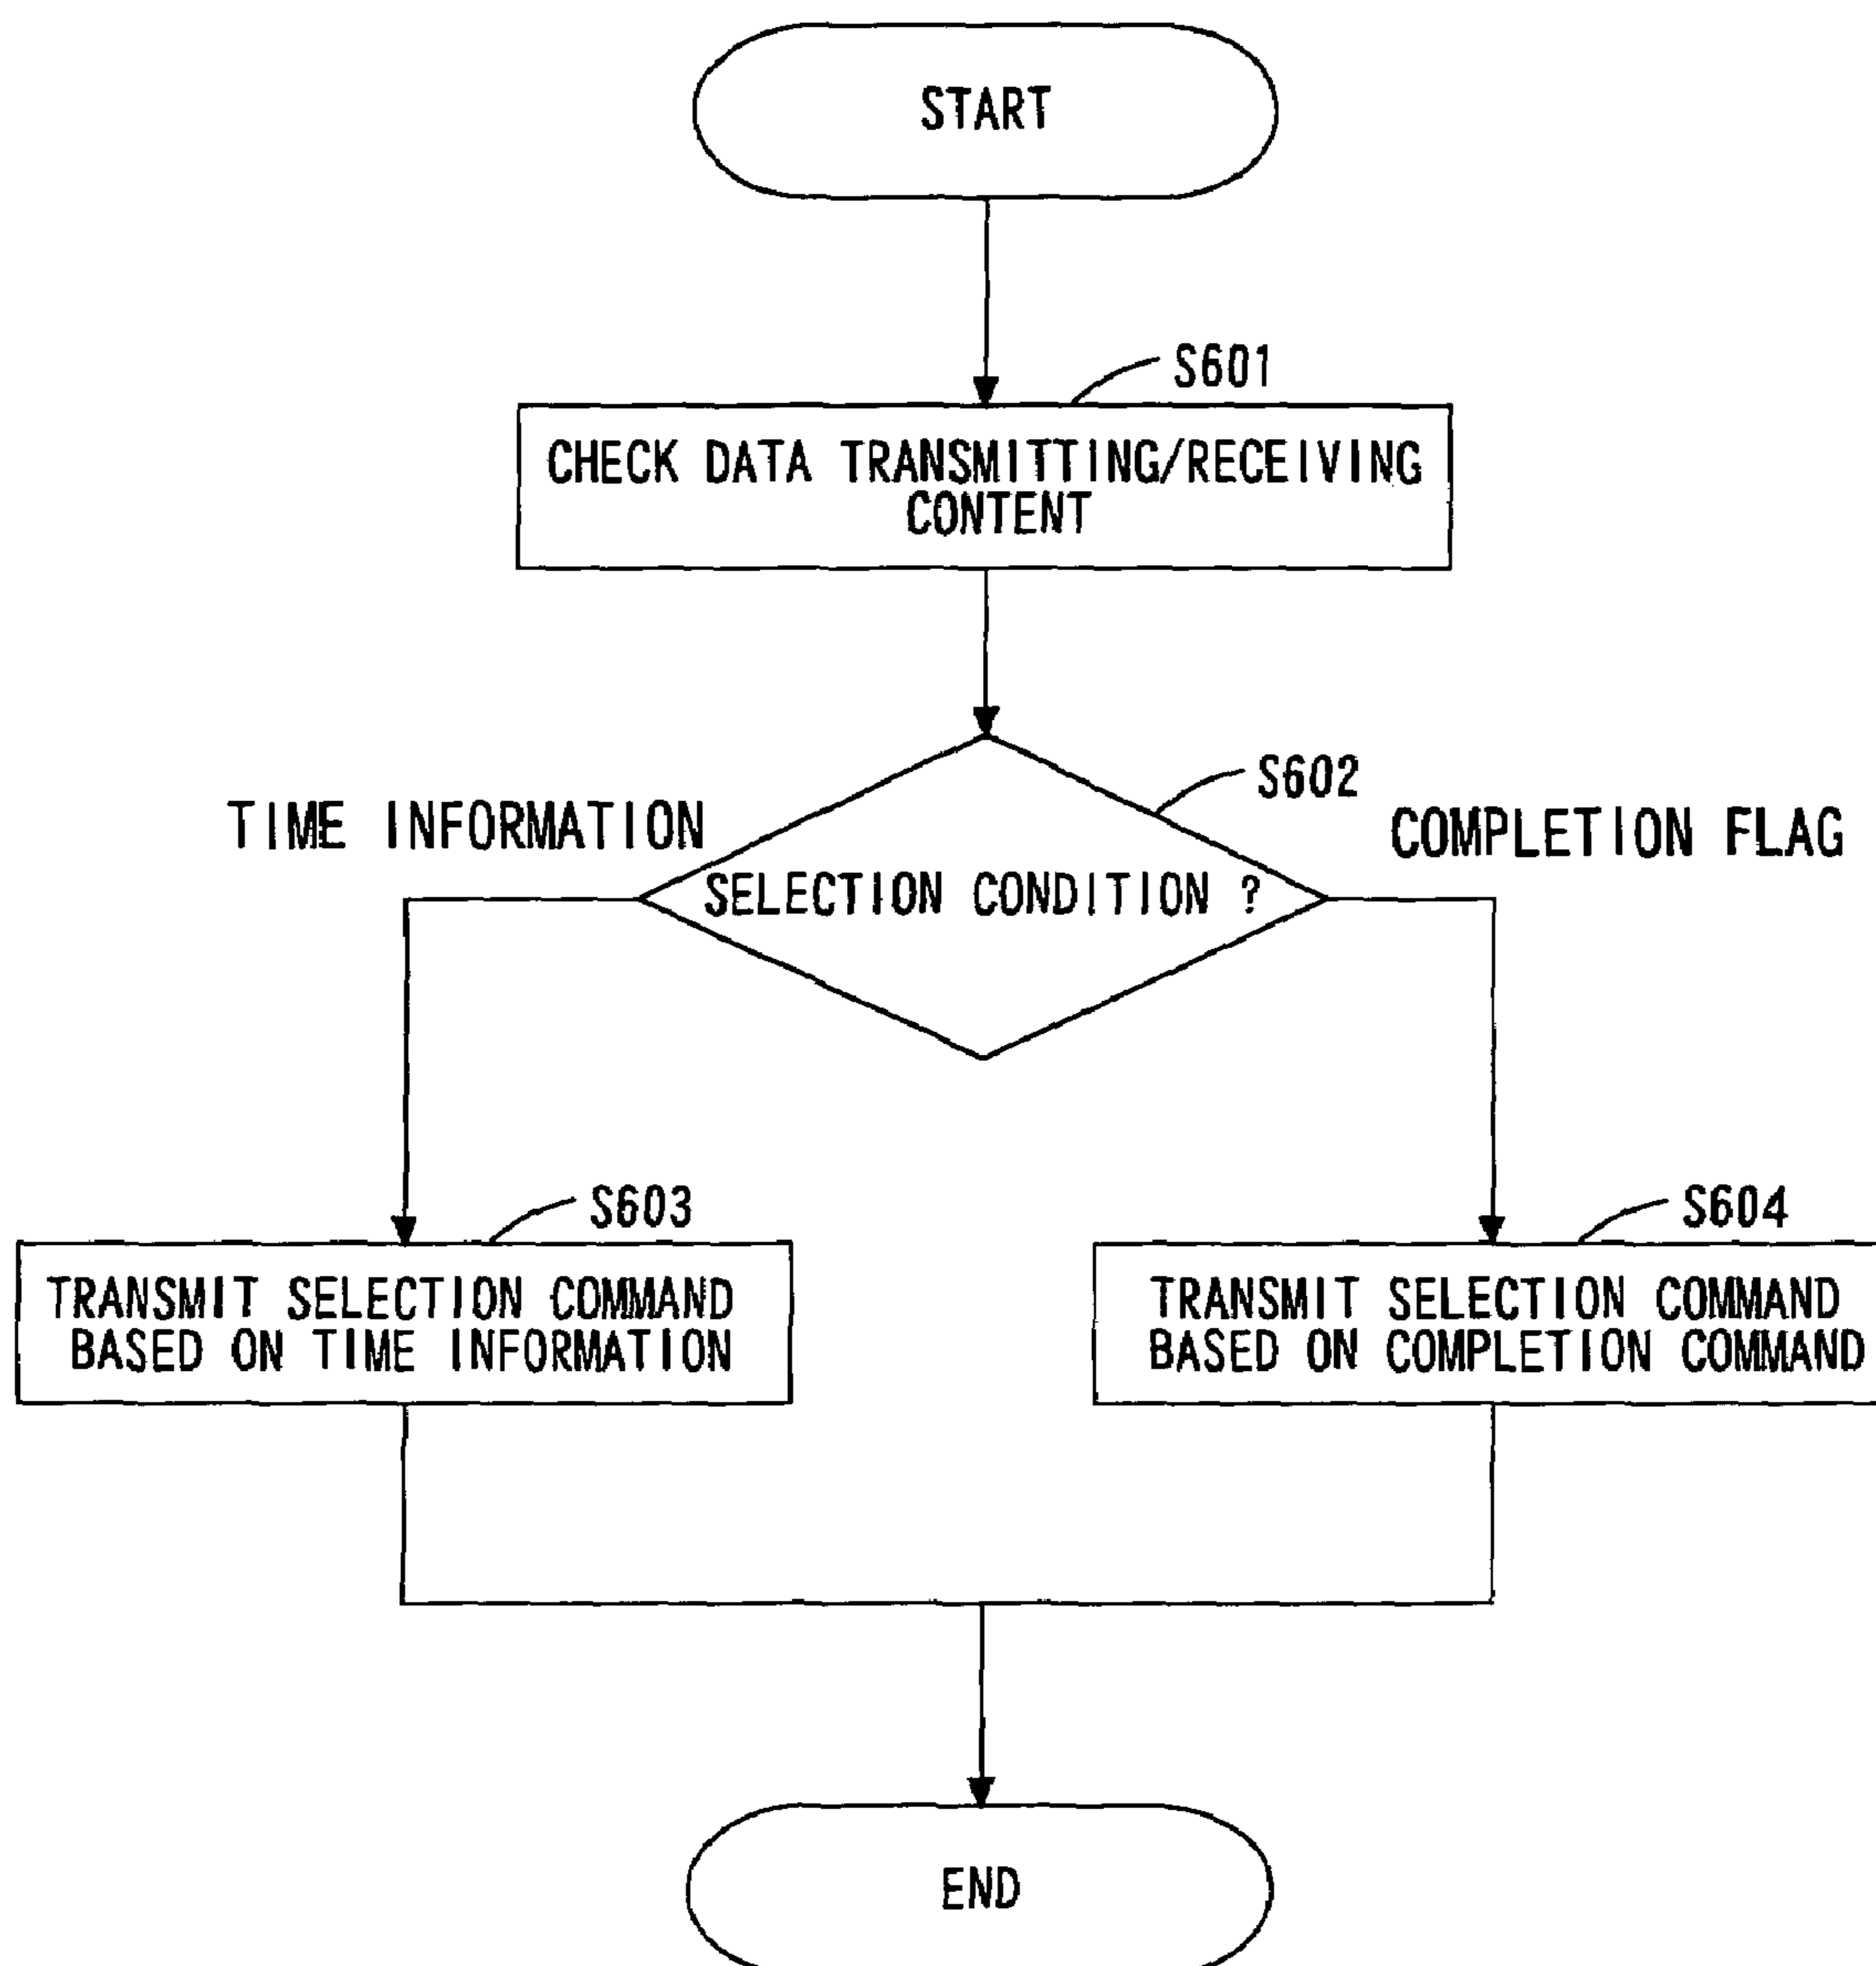 START
S601
CHECK DATA TRANSMITTING/RECEIVING
CONTENT
S602
TIME INFORMATION
COMPLETION FLAG
SELECTION CONDITION ?
S603
S604
TRANSMIT SELECTION COMMAND
BASED ON TIME INFORMATION
TRANSMIT SELECTION COMMAND
BASED ON COMPLETION COMMAND
END